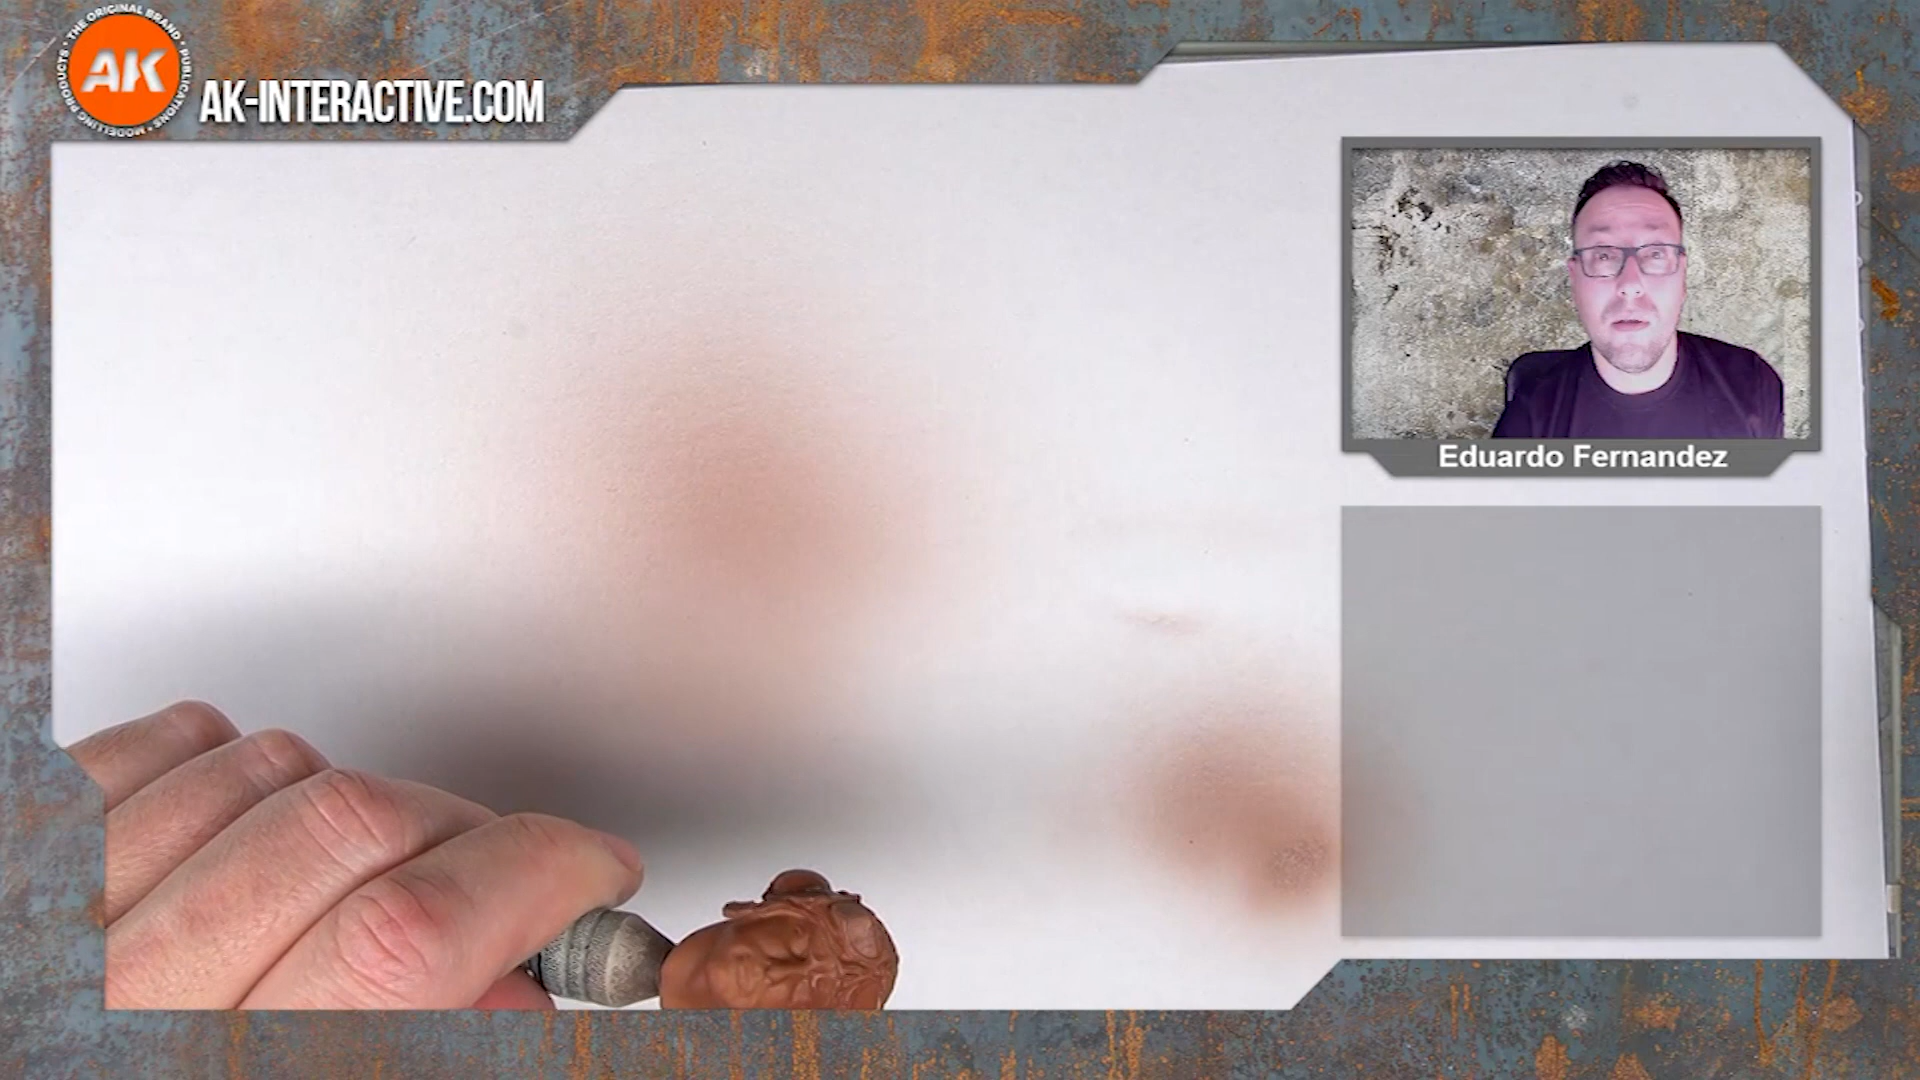 THE ORIGINAL BRAND • PUBLICATIONS • MODELLING PRODUCTS •
AK
AK-INTERACTIVE.COM
Eduardo Fernandez